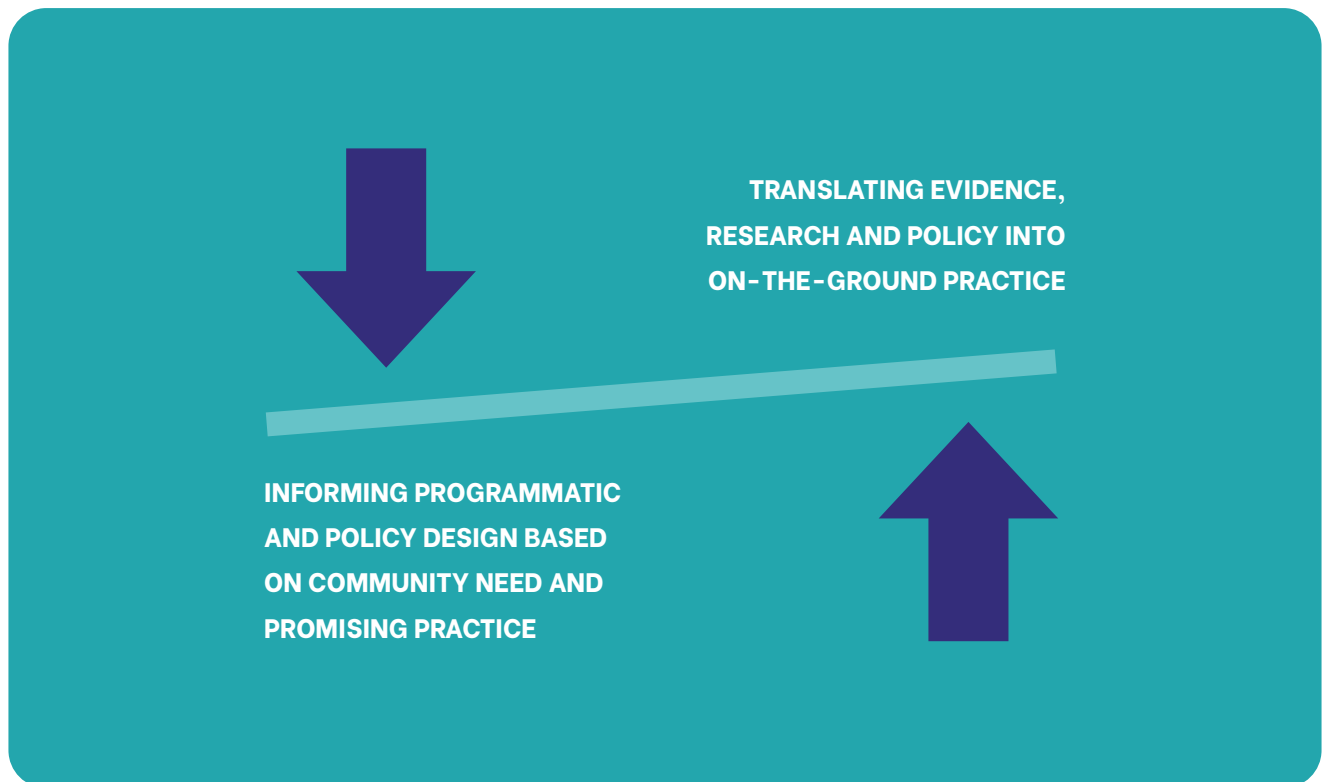 TRANSLATING EVIDENCE,
RESEARCH AND POLICY INTO
ON-THE-GROUND PRACTICE
INFORMING PROGRAMMATIC
AND POLICY DESIGN BASED
ON COMMUNITY NEED AND
PROMISING PRACTICE